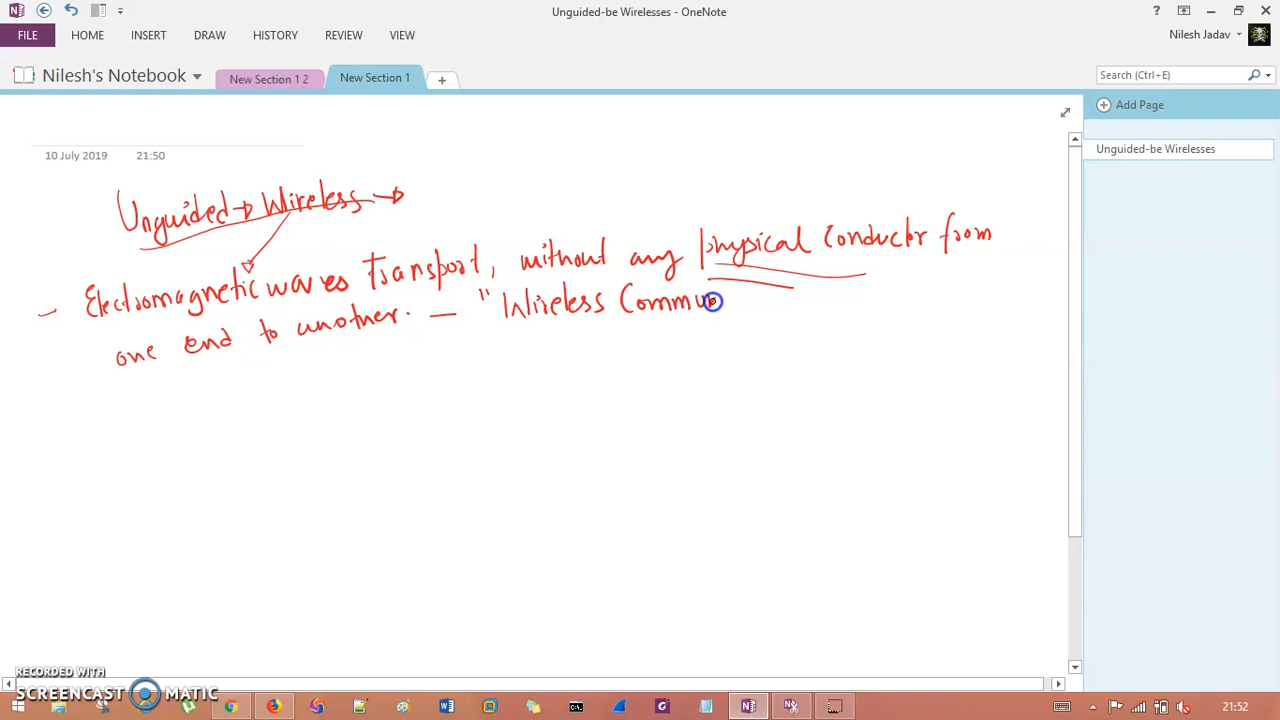 Unguided-be Wirelesses - OneNote
FILE HOME INSERT DRAW HISTORY REVIEW VIEW
Nilesh Jadav
Nilesh's Notebook New Section 1 2 New Section 1
Search (Ctrl+E)
Add Page
Unguided-be Wirelesses
10 July 2019 21:50
Unguided → Wireless →
- Electromagnetic waves transport, without any physical conductor from
one end to another. — "Wireless Commu
RECORDED WITH
SCREENCAST MATIC
21:52